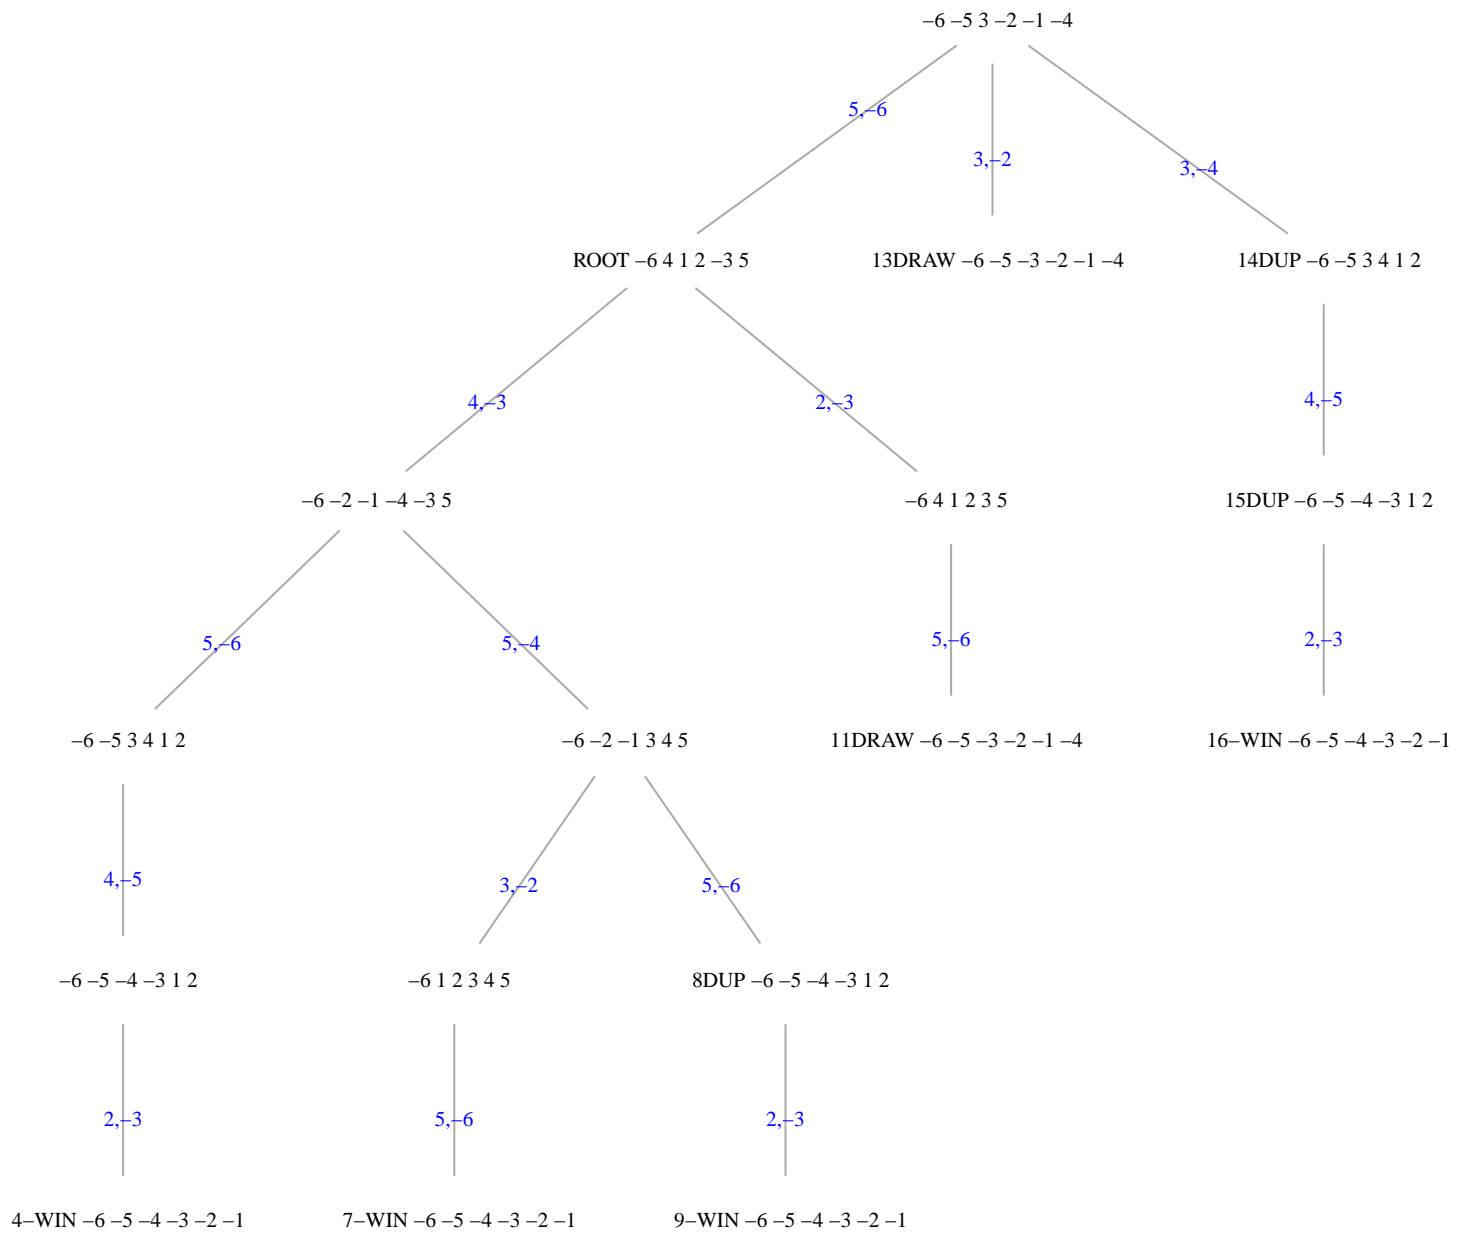 –6 –5 3 –2 –1 –4
5,–6
3,–2
3,–4
ROOT –6 4 1 2 –3 5
13DRAW –6 –5 –3 –2 –1 –4
14DUP –6 –5 3 4 1 2
4,–3
2,–3
4,–5
–6 –2 –1 –4 –3 5
–6 4 1 2 3 5
15DUP –6 –5 –4 –3 1 2
5,–6
5,–4
5,–6
2,–3
–6 –5 3 4 1 2
–6 –2 –1 3 4 5
11DRAW –6 –5 –3 –2 –1 –4
16–WIN –6 –5 –4 –3 –2 –1
4,–5
3,–2
5,–6
–6 –5 –4 –3 1 2
–6 1 2 3 4 5
8DUP –6 –5 –4 –3 1 2
2,–3
5,–6
2,–3
4–WIN –6 –5 –4 –3 –2 –1
7–WIN –6 –5 –4 –3 –2 –1
9–WIN –6 –5 –4 –3 –2 –1